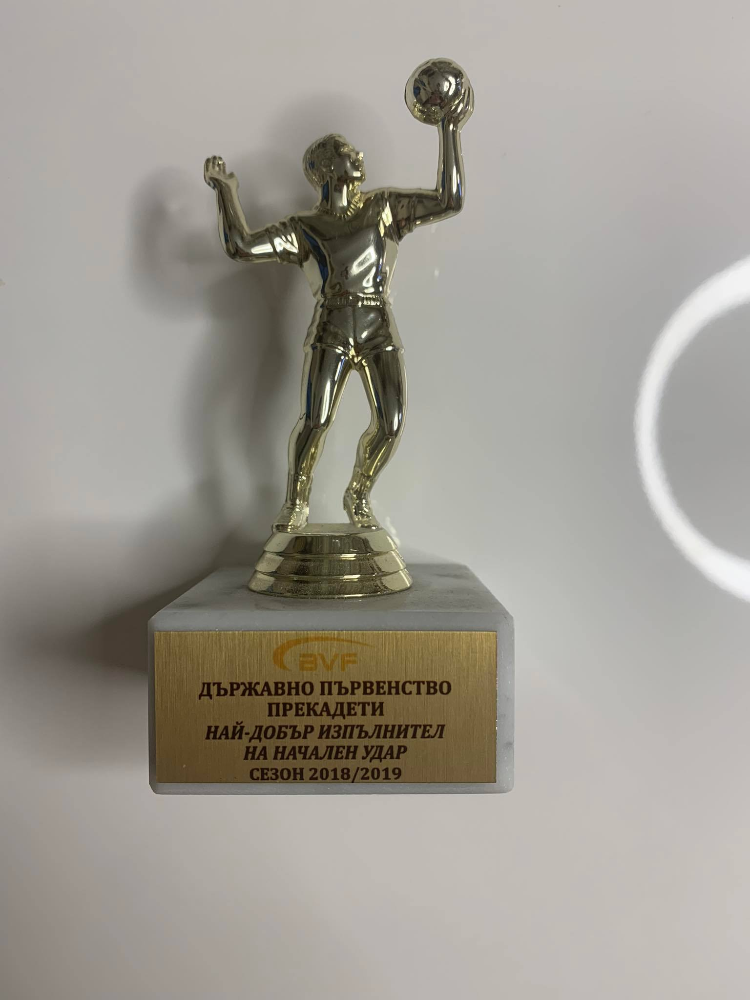 BVF
ДЪРЖАВНО ПЪРВЕНСТВО
ПРЕКАДЕТИ
НАЙ-ДОБЪР ИЗПЪЛНИТЕЛ
НА НАЧАЛЕН УДАР
СЕЗОН 2018/2019